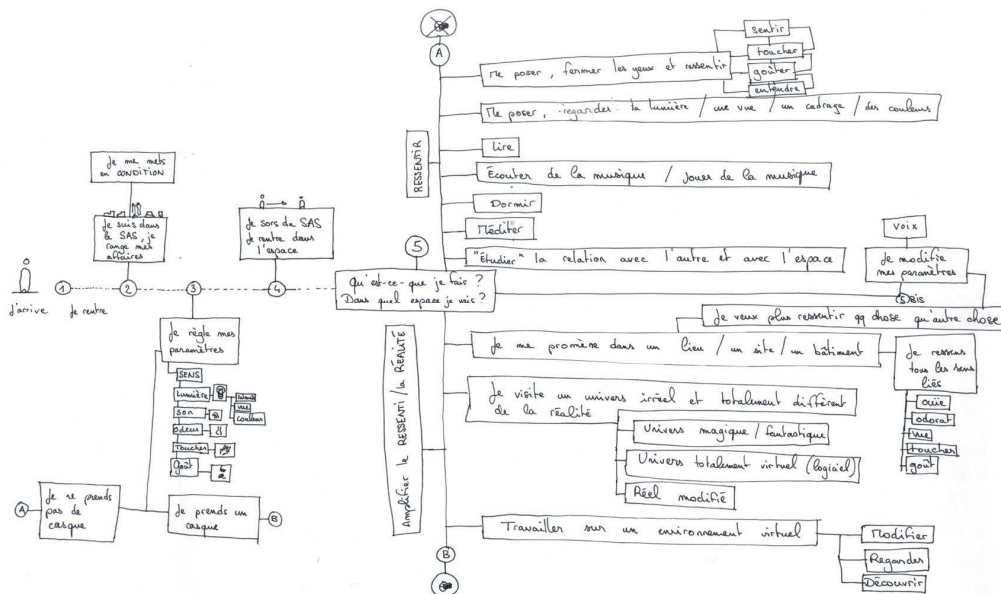 J'arrive
1
Je rentre
2
Je me mets
en CONDITION
Je suis dans
le SAS, je
range mes
affaires
3
Je règle mes
paramètres
SENS
Lumière
vue
couleur
son
odeur
Toucher
Goût
A
Je ne prends
pas de
casque
Je prends un
casque
B
4
Je sors du SAS
Je rentre dans
l'espace
5
Qu'est-ce-que je fais ?
Dans quel espace je vais ?
A
RESSENTIR
Me poser, fermer les yeux et ressentir
sentir
toucher
goûter
entendre
Me poser, regarder la lumière / une vue / un cadrage / des couleurs
Lire
Écouter de la musique / Jouer de la musique
Dormir
Méditer
"Étudier" la relation avec l'autre et avec l'espace
voix
Je modifie
mes paramètres
5 Bis
Je veux plus ressentir qq chose qu'autre chose
Amplifier le RESSENTI / la RÉALITÉ
Je me promène dans un lieu / un site / un bâtiment
Je ressens
tous les sens
liés
ouïe
odorat
vue
toucher
goût
Je visite un univers irréel et totalement différent
de la réalité
Univers magique / fantastique
Univers totalement virtuel (logiciel)
Réel modifié
Travailler sur un environnement virtuel
Modifier
Regarder
Découvrir
B